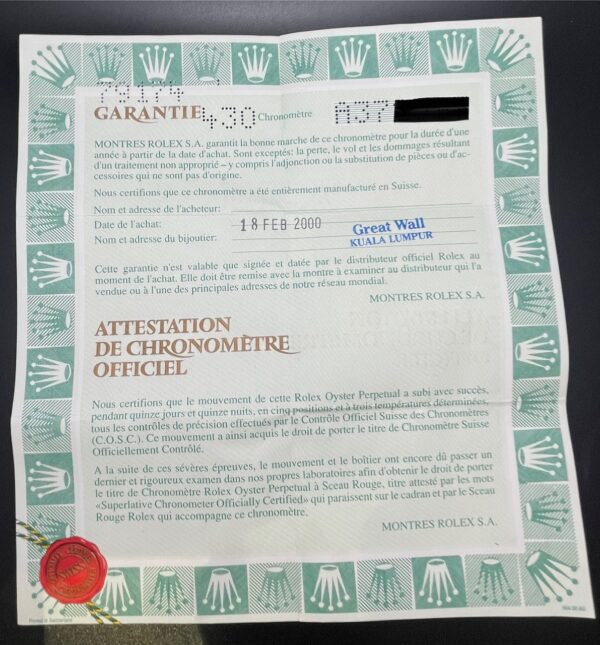 79174
GARANTIE 430 Chronomètre A37
MONTRES ROLEX S.A. garantit la bonne marche de ce chronomètre pour la durée d'une
année à partir de la date d'achat. Sont exceptés: la perte, le vol et les dommages résultant
d'un traitement non approprié – y compris l'adjonction ou la substitution de pièces ou d'ac-
cessoires qui ne sont pas d'origine.
Nous certifions que ce chronomètre a été entièrement manufacturé en Suisse.
Nom et adresse de l'acheteur:
Date de l'achat: 18 FEB 2000
Nom et adresse du bijoutier: Great Wall
KUALA LUMPUR
Cette garantie n'est valable que signée et datée par le distributeur officiel Rolex au
moment de l'achat. Elle doit être remise avec la montre à examiner au distributeur qui l'a
vendue ou à l'une des principales adresses de notre réseau mondial.
MONTRES ROLEX S.A.
ATTESTATION
DE CHRONOMÈTRE
OFFICIEL
Nous certifions que le mouvement de cette Rolex Oyster Perpetual a subi avec succès,
pendant quinze jours et quinze nuits, en cinq positions et à trois températures déterminées,
tous les contrôles de précision effectués par le Contrôle Officiel Suisse des Chronomètres
(C.O.S.C.). Ce mouvement a ainsi acquis le droit de porter le titre de Chronomètre Suisse
Officiellement Contrôlé.
A la suite de ces sévères épreuves, le mouvement et le boîtier ont encore dû passer un
dernier et rigoureux examen dans nos propres laboratoires afin d'obtenir le droit de porter
le titre de Chronomètre Rolex Oyster Perpetual à Sceau Rouge, titre attesté par les mots
«Superlative Chronometer Officially Certified» qui paraissent sur le cadran et par le Sceau
Rouge Rolex qui accompagne ce chronomètre.
MONTRES ROLEX S.A.
Printed in Switzerland